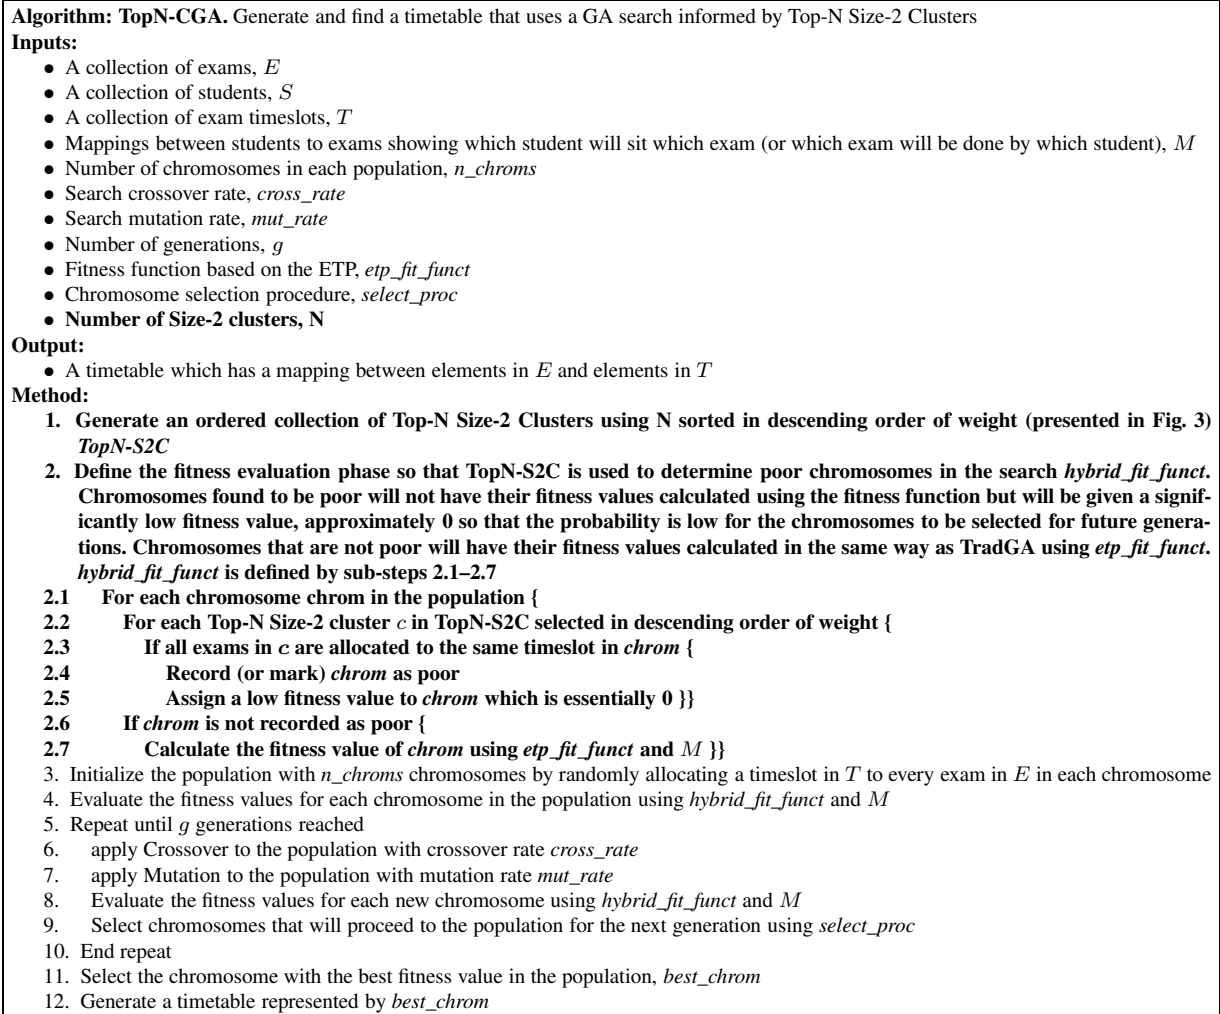 Algorithm: TopN-CGA. Generate and find a timetable that uses a GA search informed by Top-N Size-2 Clusters
Inputs:
• A collection of exams, E
• A collection of students, S
• A collection of exam timeslots, T
• Mappings between students to exams showing which student will sit which exam (or which exam will be done by which student), M
• Number of chromosomes in each population, n_chroms
• Search crossover rate, cross_rate
• Search mutation rate, mut_rate
• Number of generations, g
• Fitness function based on the ETP, etp_fit_funct
• Chromosome selection procedure, select_proc
• Number of Size-2 clusters, N
Output:
• A timetable which has a mapping between elements in E and elements in T
Method:
1. Generate an ordered collection of Top-N Size-2 Clusters using N sorted in descending order of weight (presented in Fig. 3)
TopN-S2C
2. Define the fitness evaluation phase so that TopN-S2C is used to determine poor chromosomes in the search hybrid_fit_funct.
Chromosomes found to be poor will not have their fitness values calculated using the fitness function but will be given a signif-
icantly low fitness value, approximately 0 so that the probability is low for the chromosomes to be selected for future genera-
tions. Chromosomes that are not poor will have their fitness values calculated in the same way as TradGA using etp_fit_funct.
hybrid_fit_funct is defined by sub-steps 2.1–2.7
2.1 For each chromosome chrom in the population {
2.2 For each Top-N Size-2 cluster c in TopN-S2C selected in descending order of weight {
2.3 If all exams in c are allocated to the same timeslot in chrom {
2.4 Record (or mark) chrom as poor
2.5 Assign a low fitness value to chrom which is essentially 0 }}
2.6 If chrom is not recorded as poor {
2.7 Calculate the fitness value of chrom using etp_fit_funct and M }}
3. Initialize the population with n_chroms chromosomes by randomly allocating a timeslot in T to every exam in E in each chromosome
4. Evaluate the fitness values for each chromosome in the population using hybrid_fit_funct and M
5. Repeat until g generations reached
6. apply Crossover to the population with crossover rate cross_rate
7. apply Mutation to the population with mutation rate mut_rate
8. Evaluate the fitness values for each new chromosome using hybrid_fit_funct and M
9. Select chromosomes that will proceed to the population for the next generation using select_proc
10. End repeat
11. Select the chromosome with the best fitness value in the population, best_chrom
12. Generate a timetable represented by best_chrom